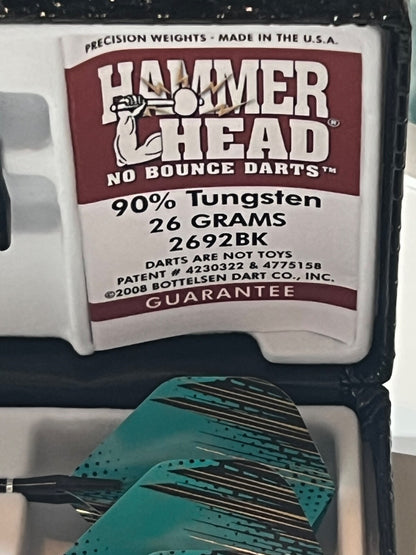 PRECISION WEIGHTS - MADE IN THE U.S.A.
HAMMER
HEAD®
NO BOUNCE DARTS™
90% Tungsten
26 GRAMS
2692BK
DARTS ARE NOT TOYS
PATENT # 4230322 & 4775158
©2008 BOTTELSEN DART CO., INC.
GUARANTEE